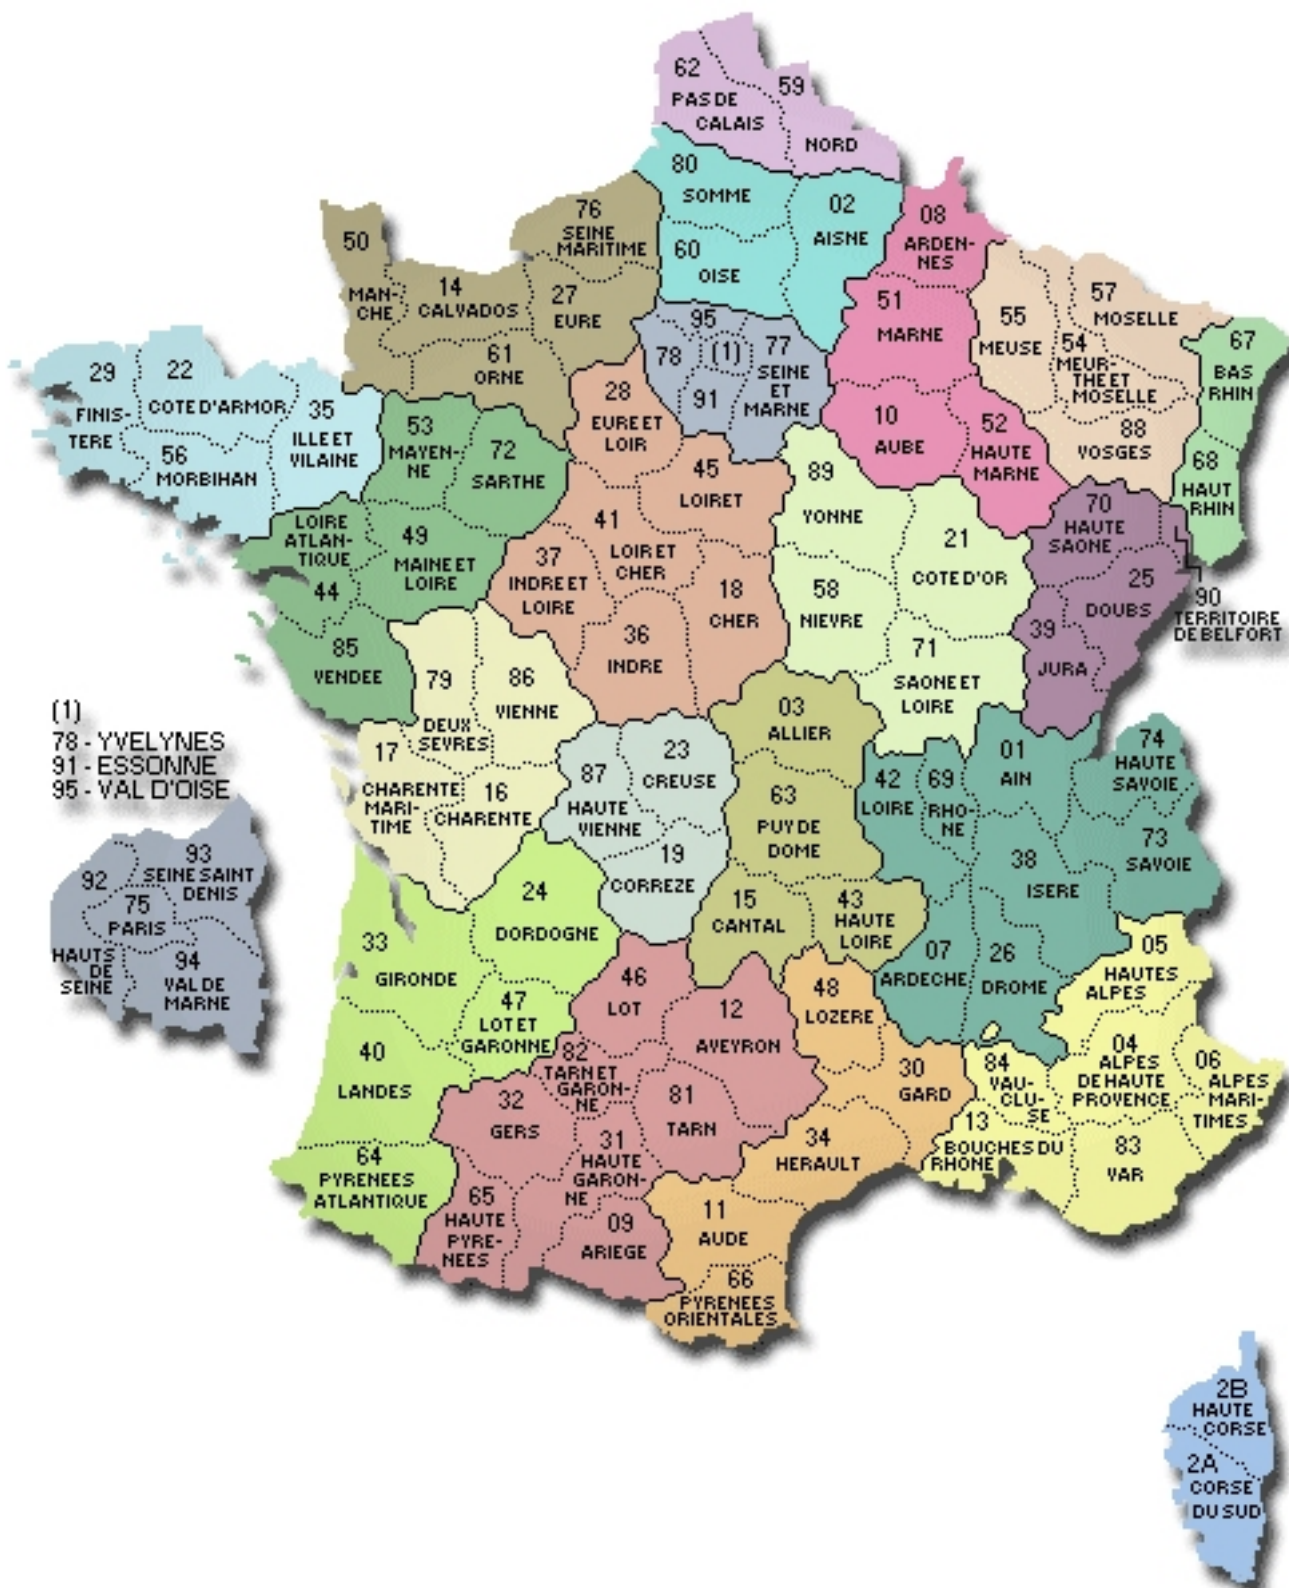 62
PAS DE
CALAIS
59
NORD
80
SOMME
02
AISNE
60
OISE
76
SEINE
MARITIME
27
EURE
50
MAN-
CHE
14
CALVADOS
61
ORNE
08
ARDEN-
NES
51
MARNE
10
AUBE
52
HAUTE
MARNE
55
MEUSE
54
MEUR-
THE ET
MOSELLE
57
MOSELLE
88
VOSGES
67
BAS
RHIN
68
HAUT
RHIN
95
78
(1)
91
77
SEINE
ET
MARNE
29
FINIS-
TERE
22
COTE D'ARMOR
56
MORBIHAN
35
ILLE ET
VILAINE
53
MAYEN-
NE
72
SARTHE
LOIRE
ATLAN-
TIQUE
44
49
MAINE ET
LOIRE
85
VENDEE
28
EURE ET
LOIR
45
LOIRET
41
LOIR ET
CHER
37
INDRE ET
LOIRE
18
CHER
36
INDRE
89
YONNE
21
COTE D'OR
58
NIEVRE
71
SAONE ET
LOIRE
70
HAUTE
SAONE
25
DOUBS
39
JURA
90
TERRITOIRE
DE BELFORT
79
DEUX
SEVRES
86
VIENNE
17
CHARENTE
MARI-
TIME
16
CHARENTE
87
HAUTE
VIENNE
23
CREUSE
19
CORREZE
03
ALLIER
63
PUY DE
DOME
15
CANTAL
43
HAUTE
LOIRE
42
LOIRE
69
RHO-
NE
01
AIN
74
HAUTE
SAVOIE
73
SAVOIE
38
ISERE
07
ARDECHE
26
DROME
(1)
78 - YVELYNES
91 - ESSONNE
95 - VAL D'OISE
93
SEINE SAINT
DENIS
92
HAUTS
DE
SEINE
75
PARIS
94
VAL DE
MARNE
24
DORDOGNE
33
GIRONDE
47
LOT ET
GARONNE
40
LANDES
64
PYRENEES
ATLANTIQUE
46
LOT
12
AVEYRON
82
TARN ET
GARON-
NE
81
TARN
32
GERS
31
HAUTE
GARON-
NE
65
HAUTE
PYRE-
NEES
09
ARIEGE
48
LOZERE
30
GARD
34
HERAULT
11
AUDE
66
PYRENEES
ORIENTALES
05
HAUTES
ALPES
04
ALPES
DE HAUTE
PROVENCE
06
ALPES
MARI-
TIMES
84
VAU-
CLU-
SE
13
BOUCHES DU
RHONE
83
VAR
2B
HAUTE
CORSE
2A
CORSE
DU SUD